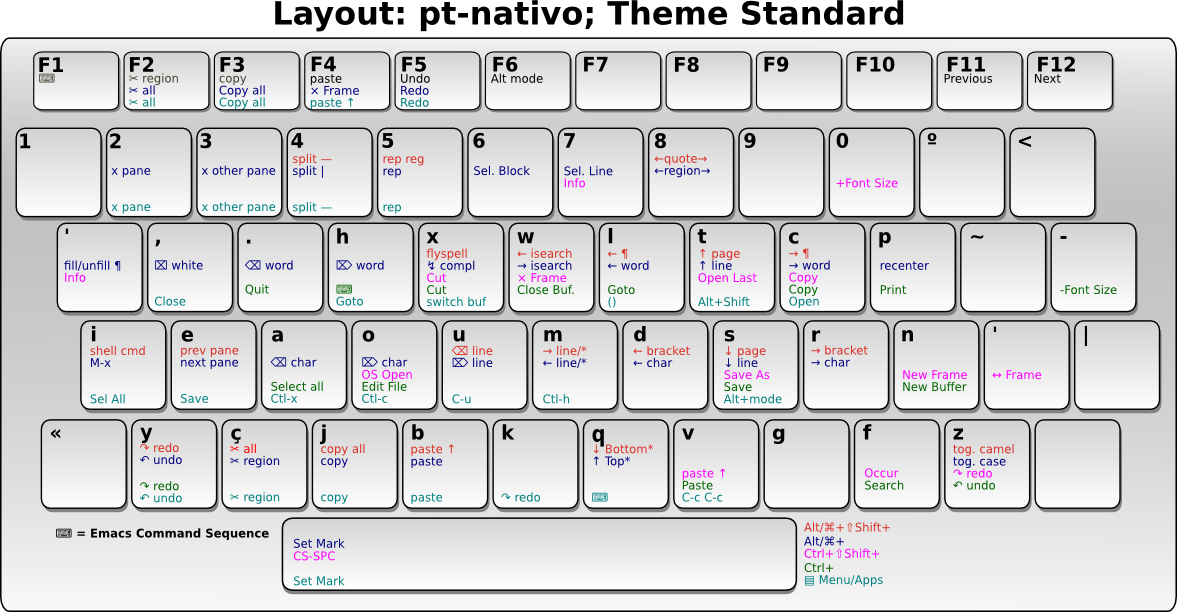 Layout: pt-nativo; Theme Standard
F1
⌨
F2
✂ region
✂ all
✂ all
F3
copy
Copy all
Copy all
F4
paste
× Frame
paste ↑
F5
Undo
Redo
Redo
F6
Alt mode
F7
F8
F9
F10
F11
Previous
F12
Next
1
2
x pane
x pane
3
x other pane
x other pane
4
split —
split |
split —
5
rep reg
rep
rep
6
Sel. Block
7
Sel. Line
Info
8
←quote→
←region→
9
0
+Font Size
º
<
'
fill/unfill ¶
Info
,
⌧ white
Close
.
⌫ word
Quit
h
⌦ word
⌨
Goto
x
flyspell
↯ compl
Cut
Cut
switch buf
w
← isearch
→ isearch
× Frame
Close Buf.
l
← ¶
← word
Goto
()
t
↑ page
↑ line
Open Last
Alt+Shift
c
→ ¶
→ word
Copy
Copy
Open
p
recenter
Print
~
-
-Font Size
i
shell cmd
M-x
Sel All
e
prev pane
next pane
Save
a
⌫ char
Select all
Ctl-x
o
⌦ char
OS Open
Edit File
Ctl-c
u
⌫ line
⌦ line
C-u
m
→ line/*
← line/*
Ctl-h
d
← bracket
← char
s
↓ page
↓ line
Save As
Save
Alt+mode
r
→ bracket
→ char
n
New Frame
New Buffer
'
↔ Frame
|
«
y
↷ redo
↶ undo
↷ redo
↶ undo
ç
✂ all
✂ region
✂ region
j
copy all
copy
copy
b
paste ↑
paste
paste
k
↷ redo
q
↓ Bottom*
↑ Top*
⌨
v
paste ↑
Paste
C-c C-c
g
f
Occur
Search
z
tog. camel
tog. case
↷ redo
↶ undo
⌨ = Emacs Command Sequence
Set Mark
CS-SPC
Set Mark
Alt/⌘+⇧Shift+
Alt/⌘+
Ctrl+⇧Shift+
Ctrl+
▤ Menu/Apps